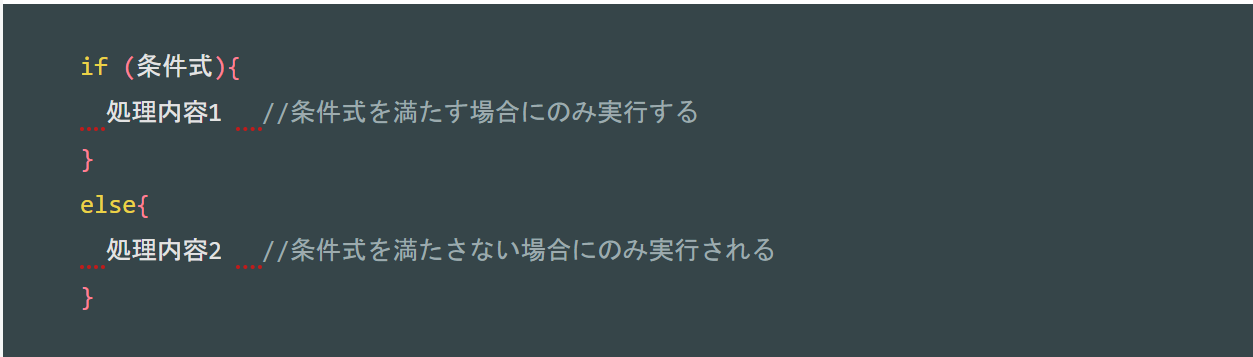 if (条件式){
処理内容1 //条件式を満たす場合にのみ実行する
}
else{
処理内容2 //条件式を満たさない場合にのみ実行される
}